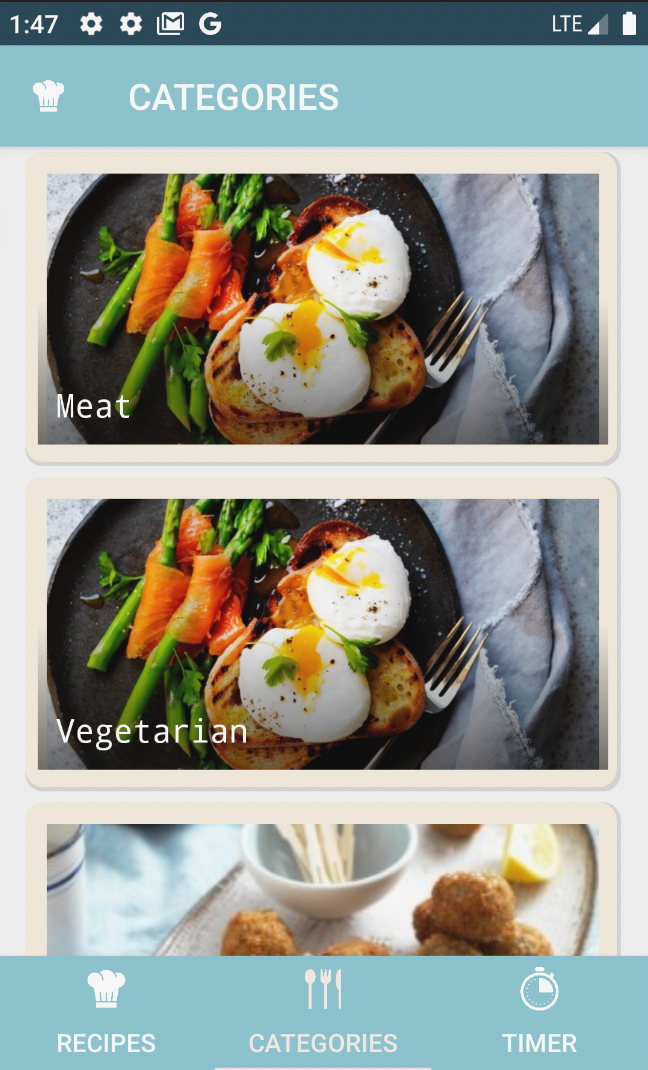 1:47 G LTE
CATEGORIES
Meat
Vegetarian
RECIPES CATEGORIES TIMER